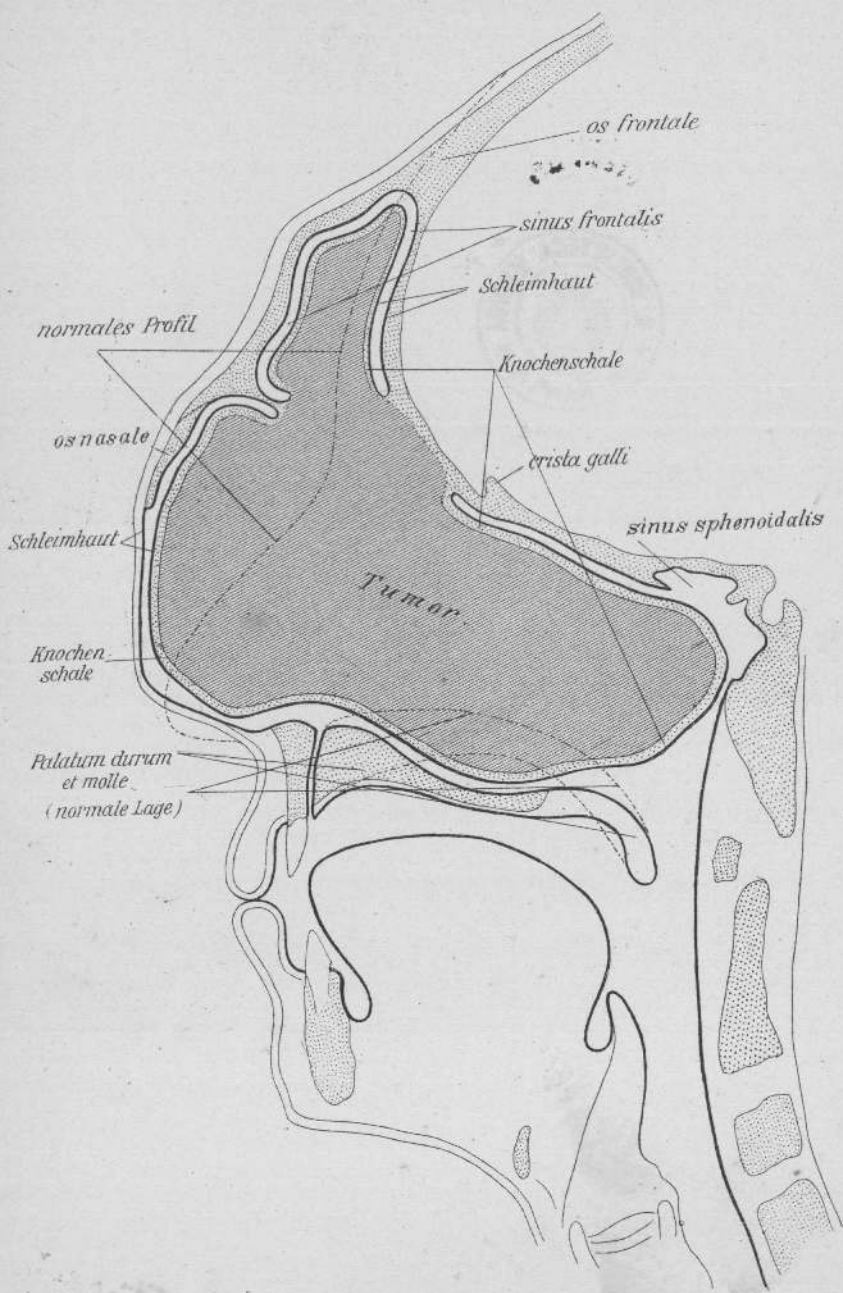 os frontale
sinus frontalis
Schleimhaut
normales Profil
Knochenschale
os nasale
crista galli
sinus sphenoidalis
Schleimhaut
Tumor.
Knochen
schale
Palatum durum
et molle
(normale Lage)